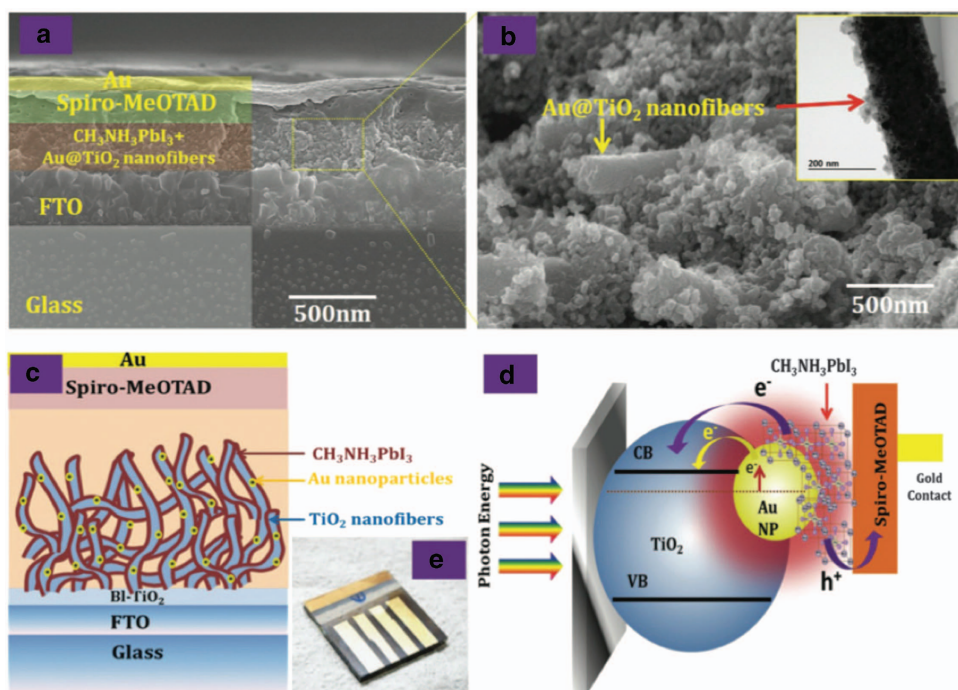 a
Au
Spiro-MeOTAD
CH₃NH₃PbI₃+
Au@TiO₂ nanofibers
FTO
Glass
500nm
b
Au@TiO₂ nanofibers
200 nm
500nm
c
Au
Spiro-MeOTAD
CH₃NH₃PbI₃
Au nanoparticles
TiO₂ nanofibers
Bl-TiO₂
FTO
Glass
e
d
CH₃NH₃PbI₃
Photon Energy
e⁻
e⁻
CB
e⁻
Au
NP
TiO₂
VB
h⁺
Spiro-MeOTAD
Gold
Contact